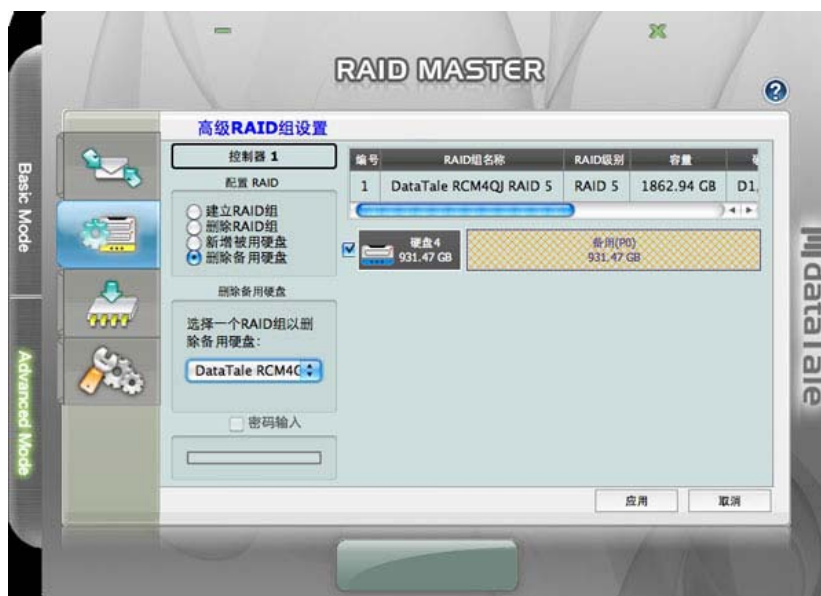 RAID MASTER
?
高级RAID组设置
控制器 1
配置 RAID
建立RAID组
删除RAID组
新增被用硬盘
删除备用硬盘
删除备用硬盘
选择一个RAID组以删
除备用硬盘:
DataTale RCM4Q
密码输入
编号 RAID组名称 RAID级别 容量
1 DataTale RCM4QJ RAID 5 RAID 5 1862.94 GB D1,
硬盘4
931.47 GB
备用(P0)
931.47 GB
应用 取消
Basic Mode
Advanced Mode
dataTale